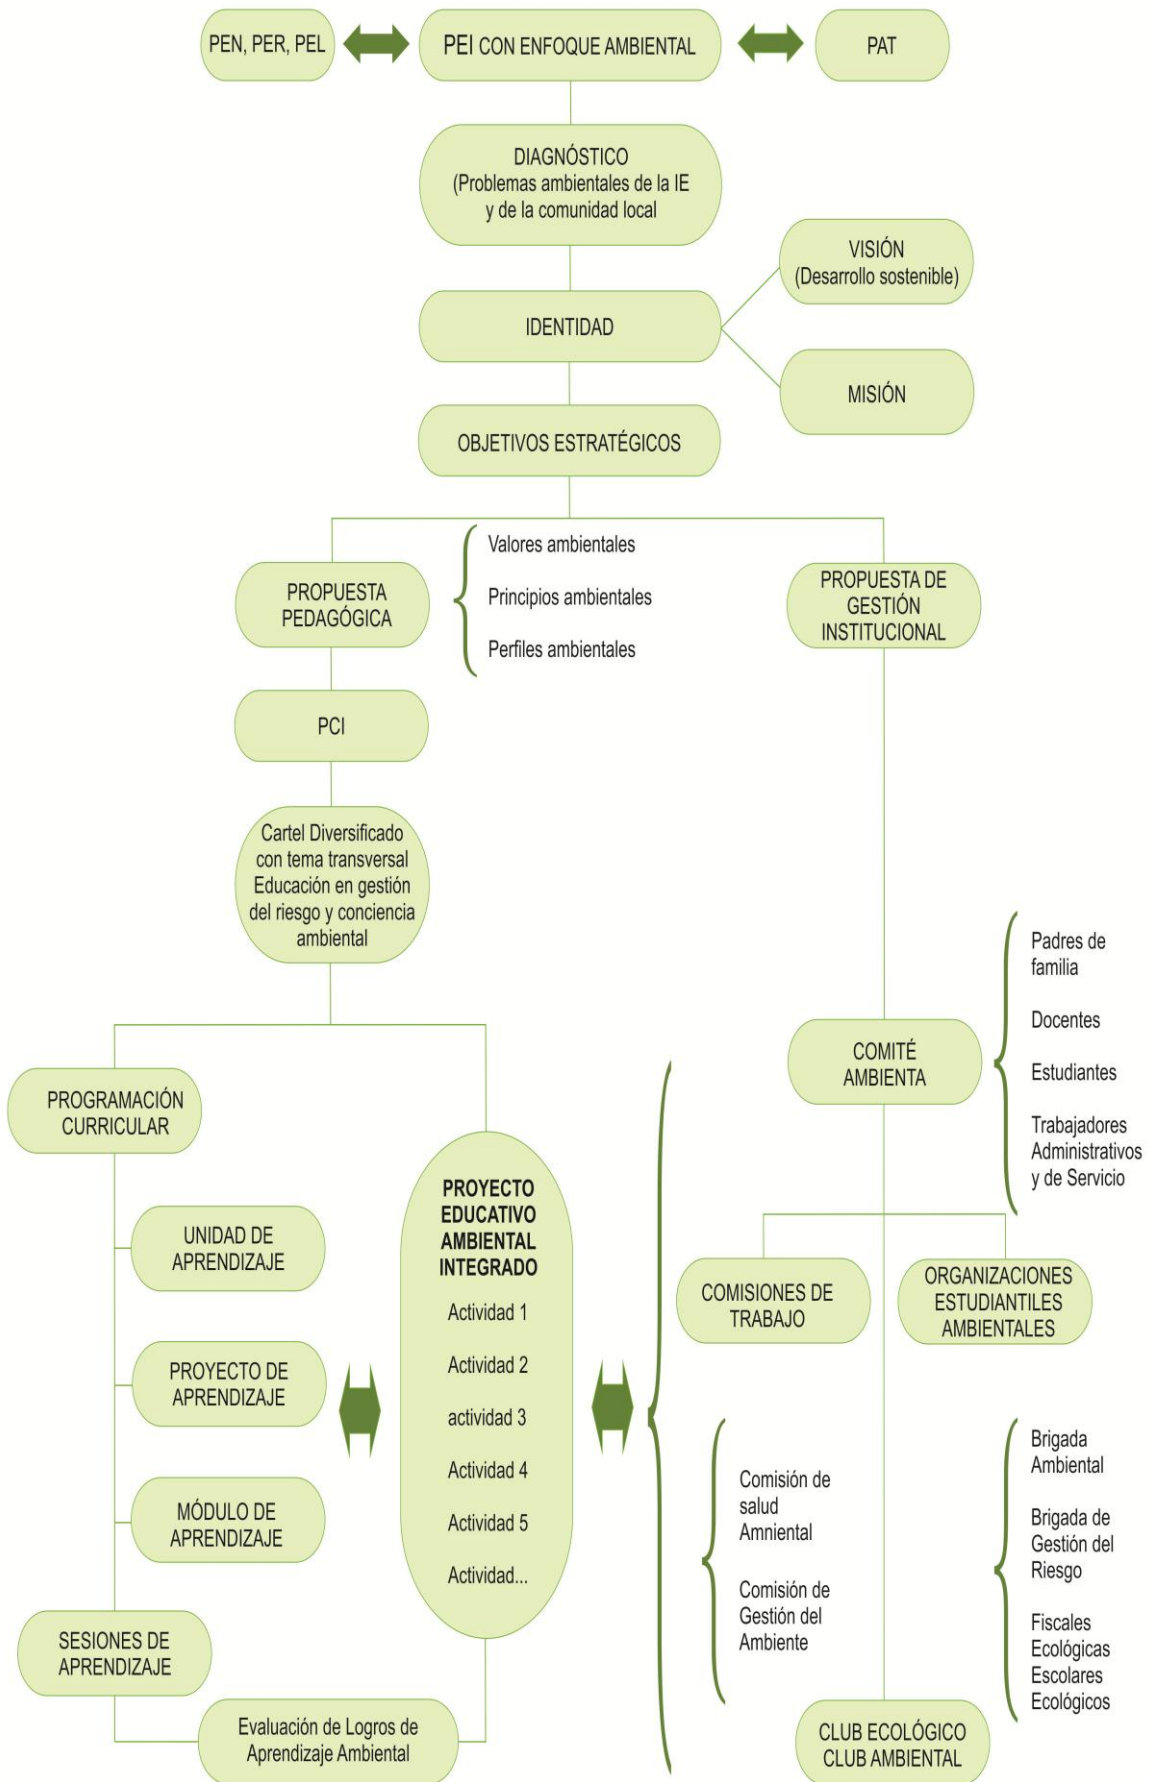 PEN, PER, PEL
PEI CON ENFOQUE AMBIENTAL
PAT
DIAGNÓSTICO
(Problemas ambientales de la IE
y de la comunidad local
VISIÓN
(Desarrollo sostenible)
IDENTIDAD
MISIÓN
OBJETIVOS ESTRATÉGICOS
PROPUESTA
PEDAGÓGICA
Valores ambientales
Principios ambientales
Perfiles ambientales
PROPUESTA DE
GESTIÓN
INSTITUCIONAL
PCI
Cartel Diversificado
con tema transversal
Educación en gestión
del riesgo y conciencia
ambiental
PROGRAMACIÓN
CURRICULAR
UNIDAD DE
APRENDIZAJE
PROYECTO DE
APRENDIZAJE
MÓDULO DE
APRENDIZAJE
SESIONES DE
APRENDIZAJE
PROYECTO
EDUCATIVO
AMBIENTAL
INTEGRADO
Actividad 1
Actividad 2
actividad 3
Actividad 4
Actividad 5
Actividad...
Evaluación de Logros de
Aprendizaje Ambiental
COMITÉ
AMBIENTA
Padres de
familia
Docentes
Estudiantes
Trabajadores
Administrativos
y de Servicio
COMISIONES DE
TRABAJO
ORGANIZACIONES
ESTUDIANTILES
AMBIENTALES
Comisión de
salud
Amniental
Comisión de
Gestión del
Ambiente
Brigada
Ambiental
Brigada de
Gestión del
Riesgo
Fiscales
Ecológicas
Escolares
Ecológicos
CLUB ECOLÓGICO
CLUB AMBIENTAL